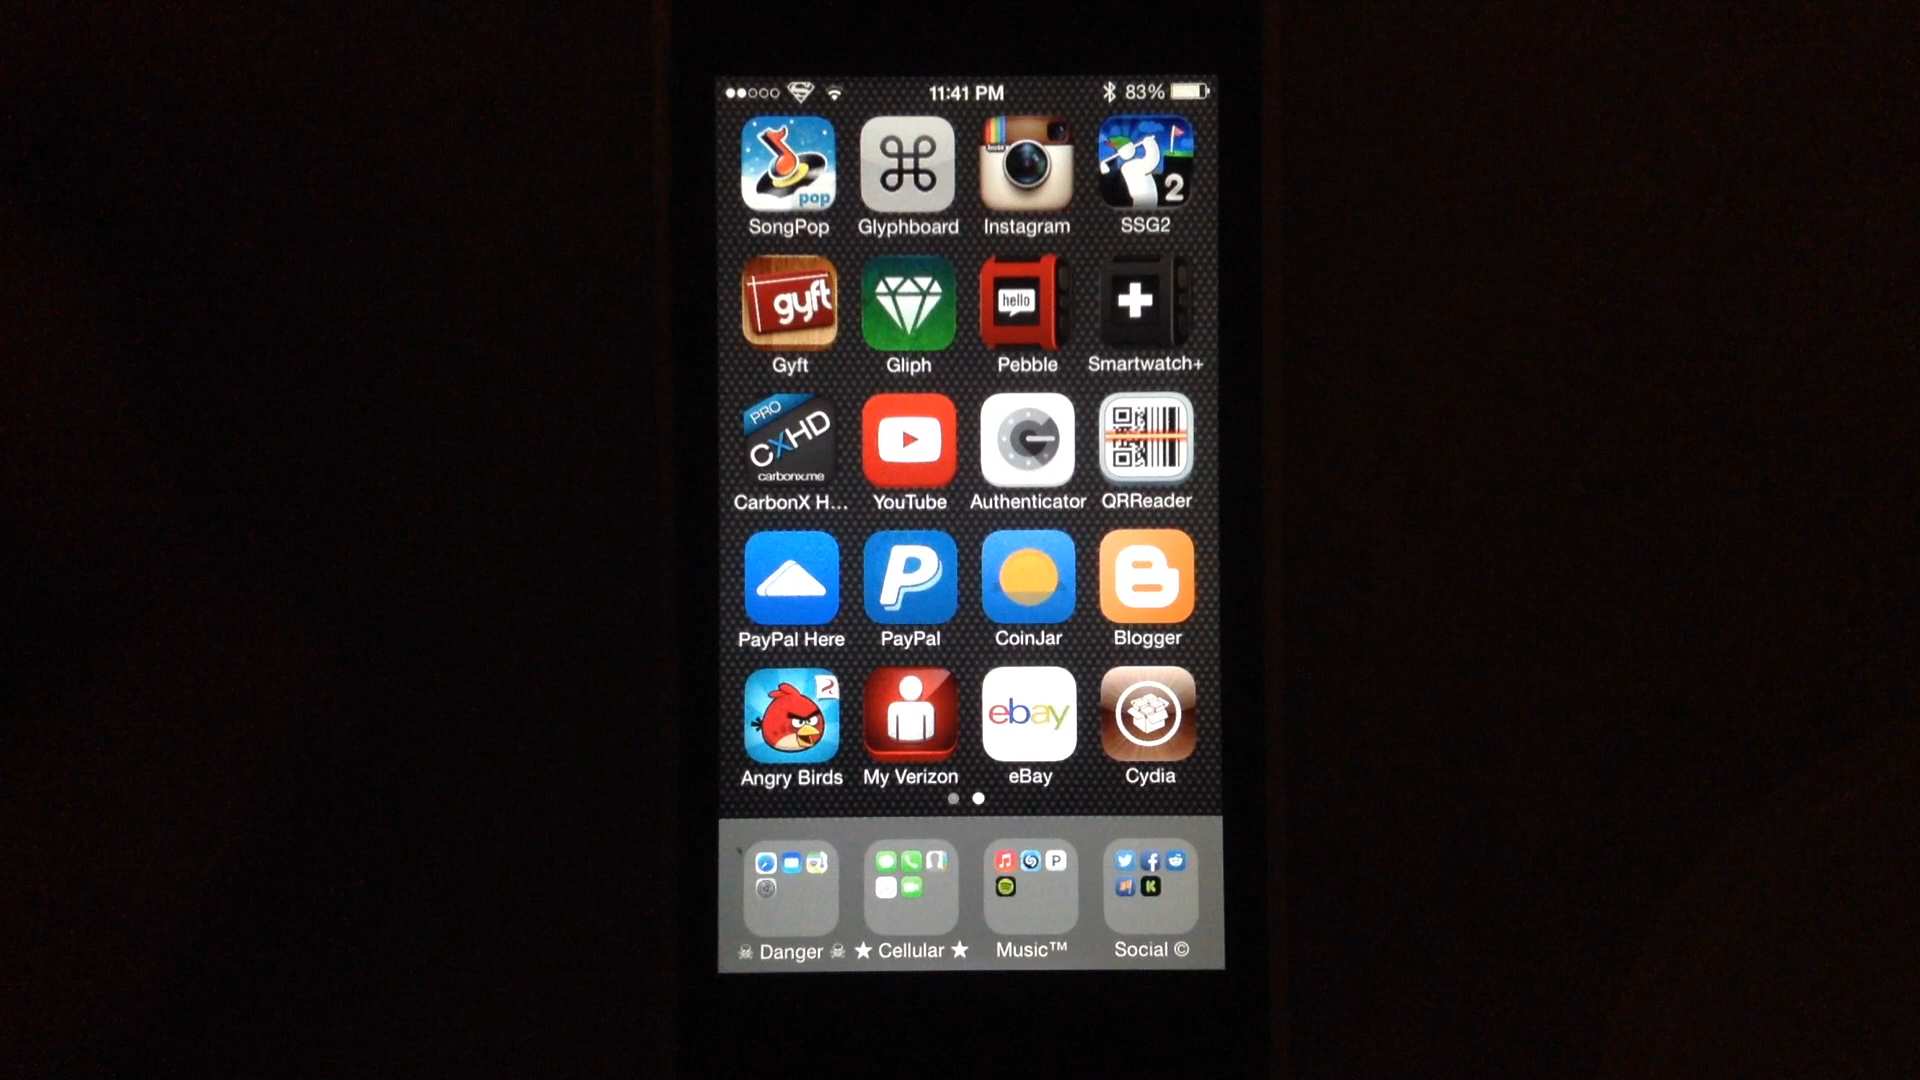 11:41 PM 83%
pop 2
SongPop Glyphboard Instagram SSG2
gyft hello
Gyft Gliph Pebble Smartwatch+
PRO
CXHD
carbonx.me
CarbonX H... YouTube Authenticator QRReader
P
PayPal Here PayPal CoinJar Blogger
ebay
Angry Birds My Verizon eBay Cydia
P
K
☠ Danger ☠ ★ Cellular ★ Music™ Social ©